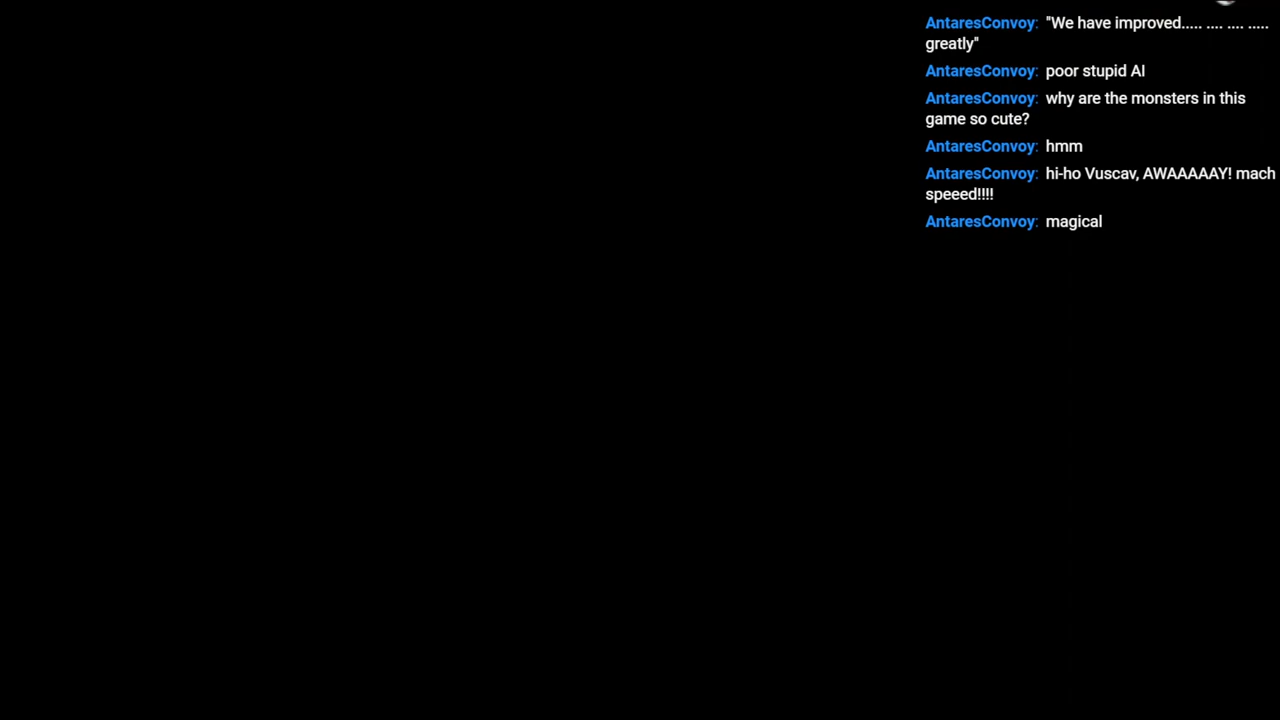 AntaresConvoy: "We have improved..... .... .... .....
greatly"
AntaresConvoy: poor stupid AI
AntaresConvoy: why are the monsters in this
game so cute?
AntaresConvoy: hmm
AntaresConvoy: hi-ho Vuscav, AWAAAAAY! mach
speeed!!!!
AntaresConvoy: magical